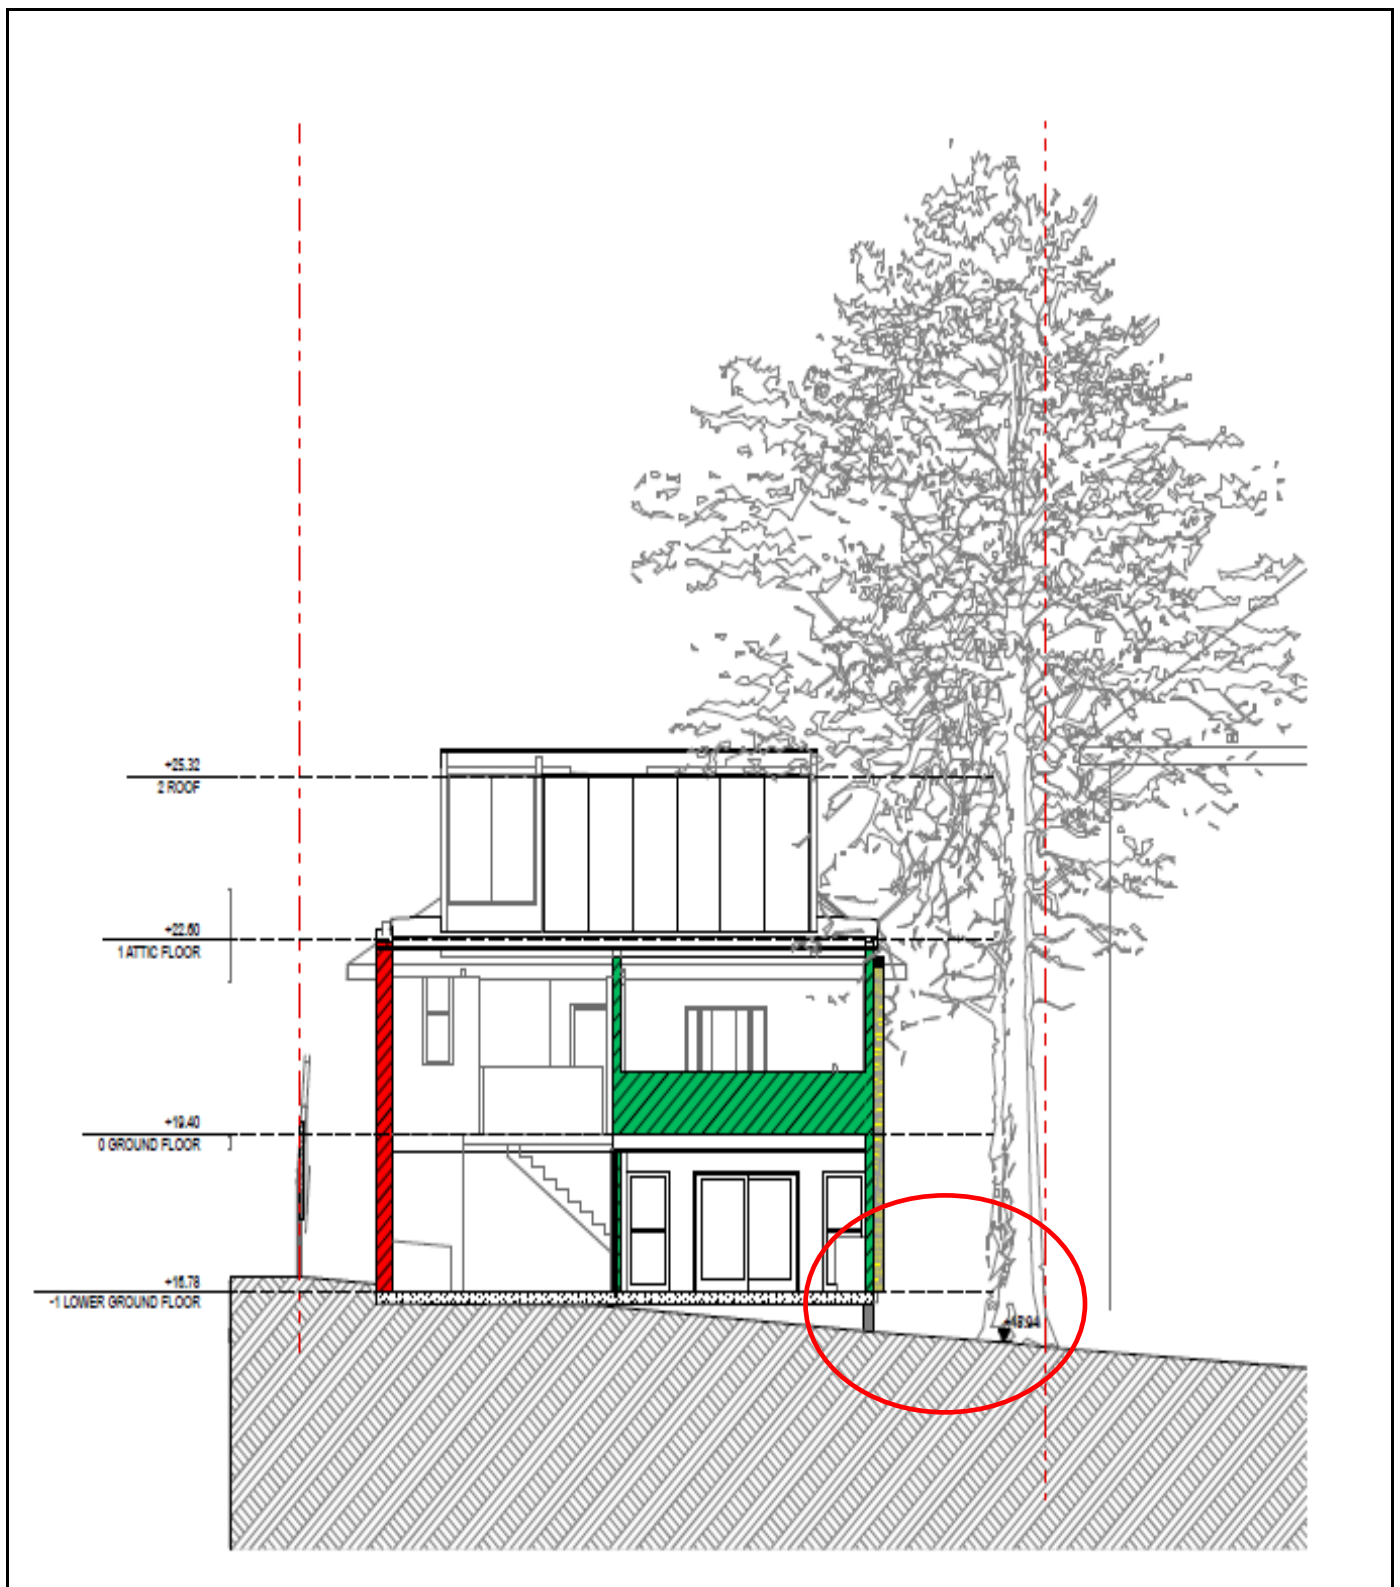 +25.32
2 ROOF
+22.60
1 ATTIC FLOOR
+19.40
0 GROUND FLOOR
+16.78
-1 LOWER GROUND FLOOR